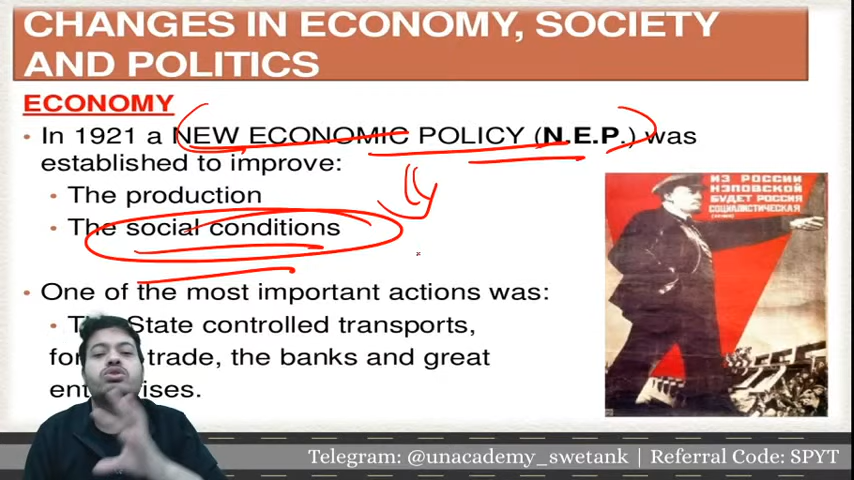 CHANGES IN ECONOMY, SOCIETY
AND POLITICS
ECONOMY
• In 1921 a NEW ECONOMIC POLICY (N.E.P.) was
established to improve:
• The production
• The social conditions
• One of the most important actions was:
• The State controlled transports,
trade, the banks and great
ИЗ РОССИИ
НЭПОВСКОЙ
БУДЕТ РОССИЯ
СОЦИАЛИСТИЧЕСКАЯ
Telegram: @unacademy_swetank | Referral Code: SPYT